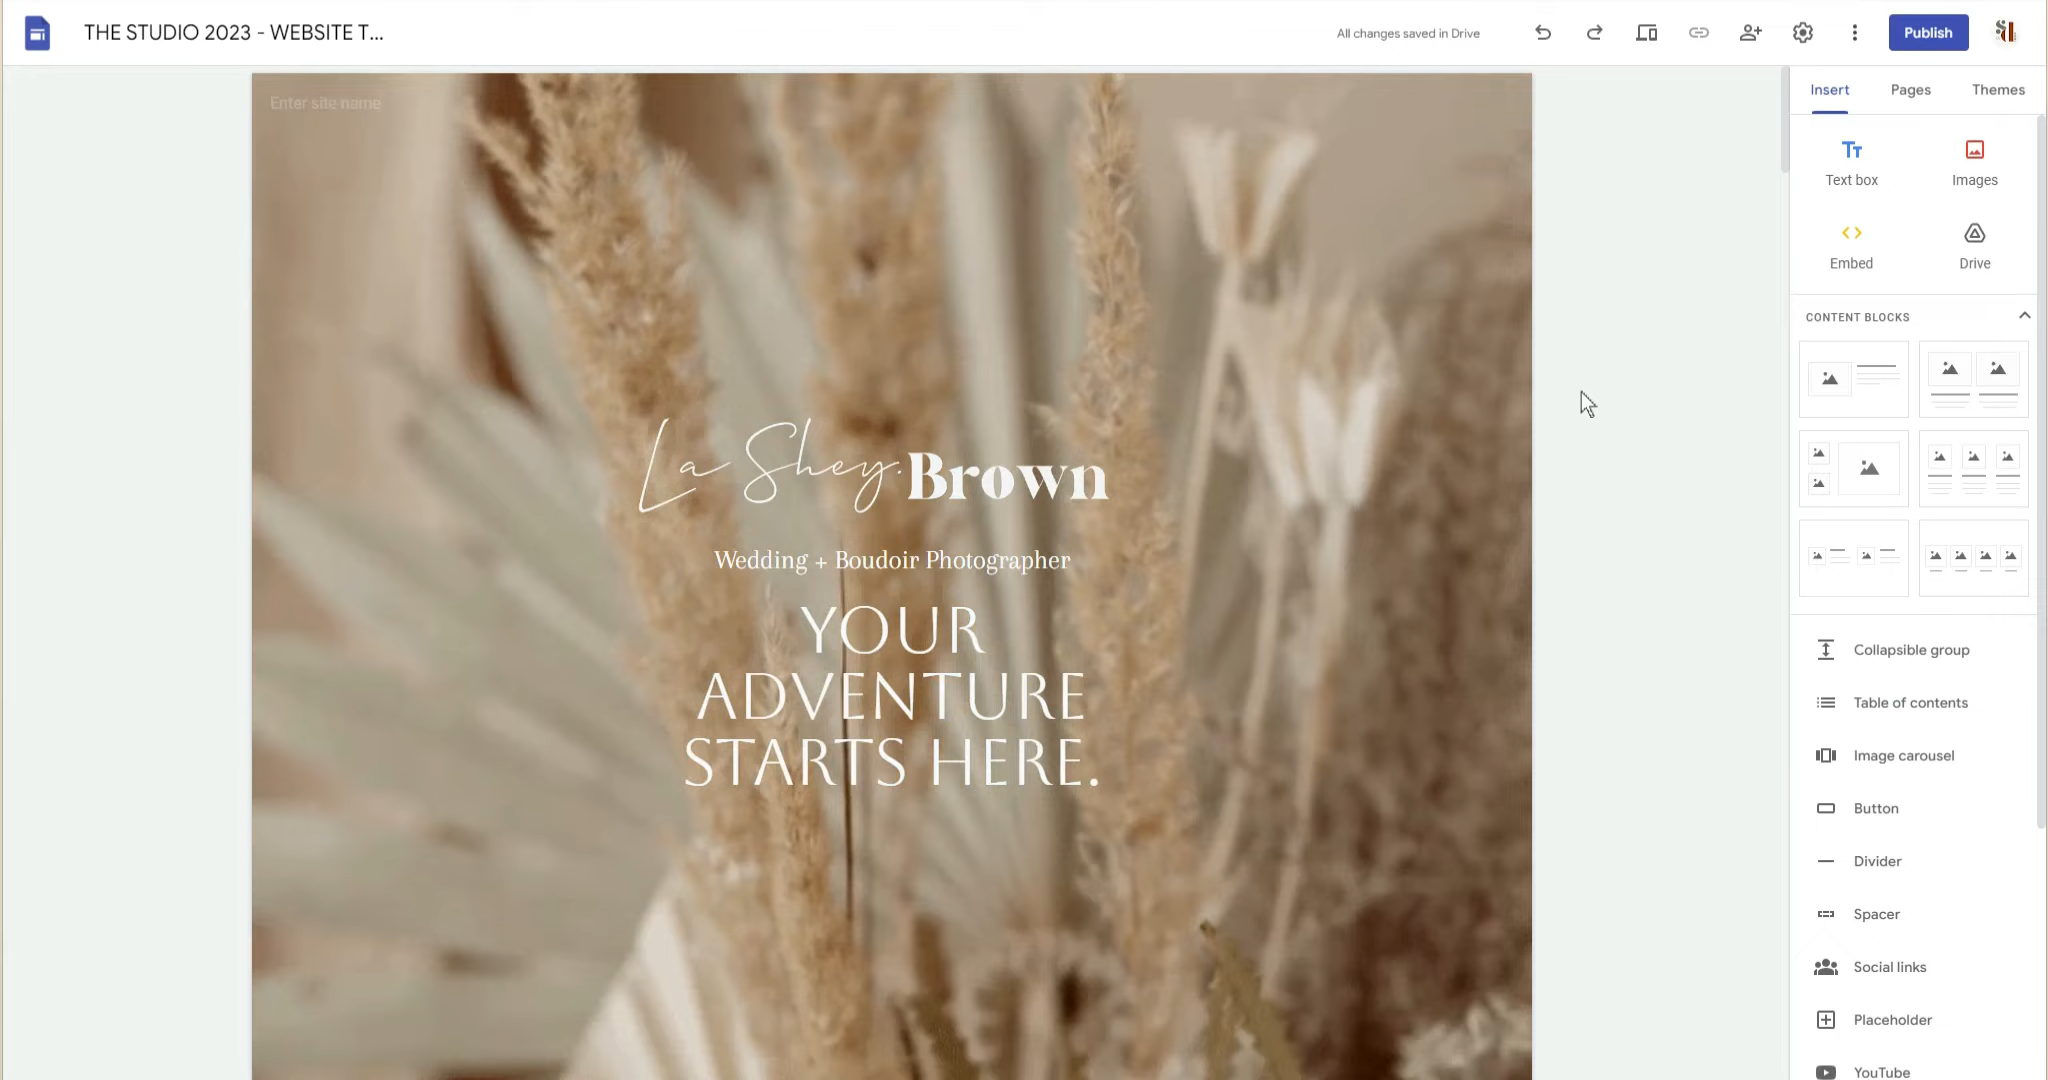 THE STUDIO 2023 - WEBSITE T...
All changes saved in Drive
Publish
Enter site name
La Shey. Brown
Wedding + Boudoir Photographer
YOUR
ADVENTURE
STARTS HERE.
Insert
Pages
Themes
Text box
Images
Embed
Drive
CONTENT BLOCKS
Collapsible group
Table of contents
Image carousel
Button
Divider
Spacer
Social links
Placeholder
YouTube